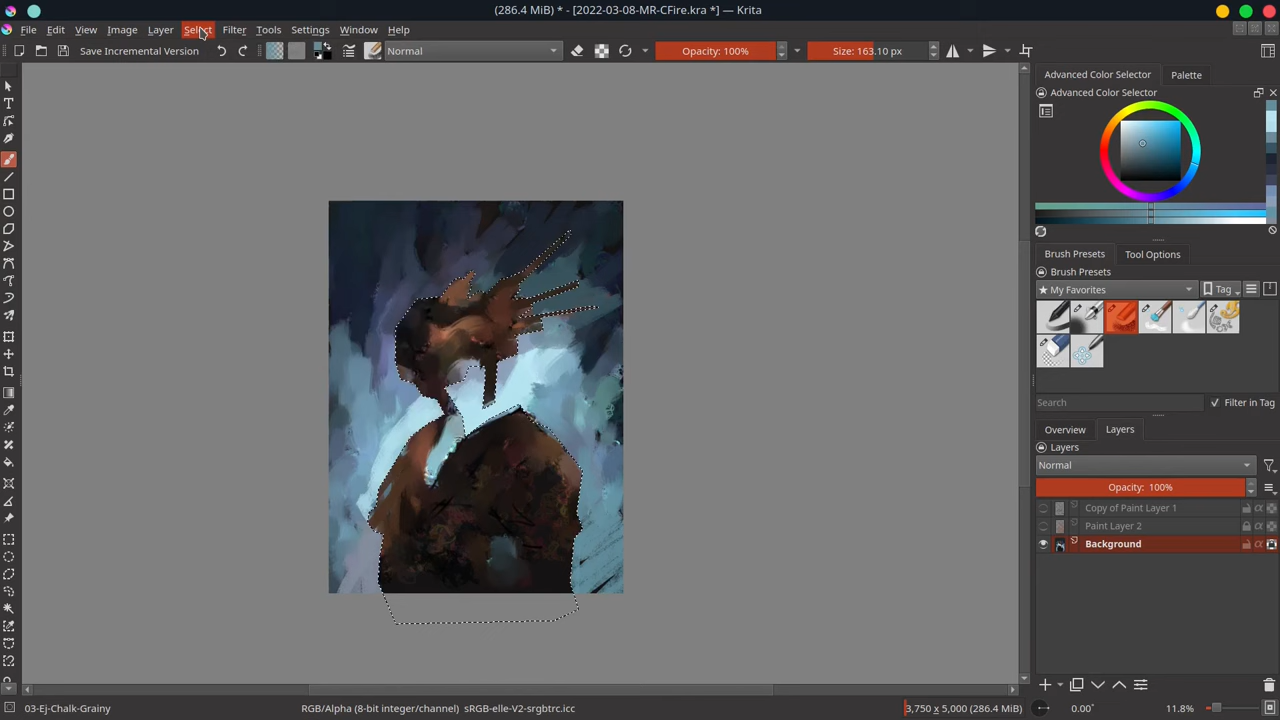 (286.4 MiB) * - [2022-03-08-MR-CFire.kra *] — Krita
File Edit View Image Layer Select Filter Tools Settings Window Help
Save Incremental Version Normal Opacity: 100% Size: 163.10 px
Advanced Color Selector Palette
Advanced Color Selector
Brush Presets Tool Options
Brush Presets
★ My Favorites Tag
Search Filter in Tag
Overview Layers
Layers
Normal
Opacity: 100%
Copy of Paint Layer 1
Paint Layer 2
Background
03-Ej-Chalk-Grainy RGB/Alpha (8-bit integer/channel) sRGB-elle-V2-srgbtrc.icc 3,750 x 5,000 (286.4 MiB) 0.00° 11.8%